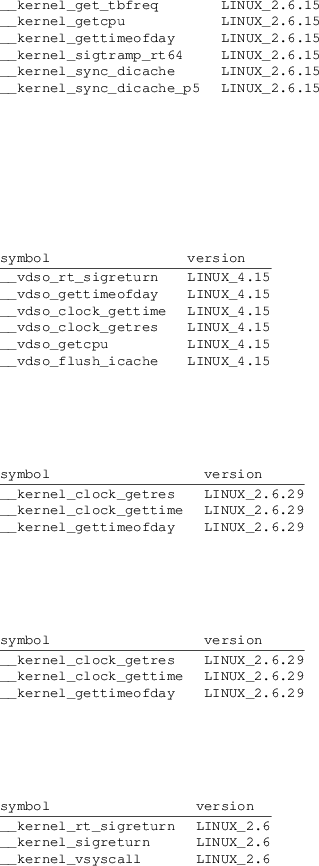 __kernel_get_tbfreq LINUX_2.6.15
__kernel_getcpu LINUX_2.6.15
__kernel_gettimeofday LINUX_2.6.15
__kernel_sigtramp_rt64 LINUX_2.6.15
__kernel_sync_dicache LINUX_2.6.15
__kernel_sync_dicache_p5 LINUX_2.6.15
symbol version
__vdso_rt_sigreturn LINUX_4.15
__vdso_gettimeofday LINUX_4.15
__vdso_clock_gettime LINUX_4.15
__vdso_clock_getres LINUX_4.15
__vdso_getcpu LINUX_4.15
__vdso_flush_icache LINUX_4.15
symbol version
__kernel_clock_getres LINUX_2.6.29
__kernel_clock_gettime LINUX_2.6.29
__kernel_gettimeofday LINUX_2.6.29
symbol version
__kernel_clock_getres LINUX_2.6.29
__kernel_clock_gettime LINUX_2.6.29
__kernel_gettimeofday LINUX_2.6.29
symbol version
__kernel_rt_sigreturn LINUX_2.6
__kernel_sigreturn LINUX_2.6
__kernel_vsyscall LINUX_2.6